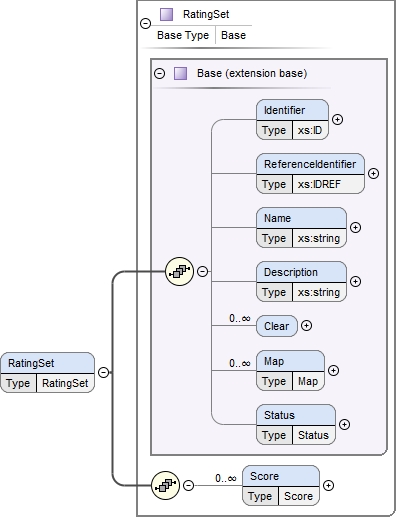 RatingSet
Base Type Base
Base (extension base)
Identifier
Type xs:ID
ReferenceIdentifier
Type xs:IDREF
Name
Type xs:string
Description
Type xs:string
0..∞
Clear
0..∞
Map
Type Map
Status
Type Status
RatingSet
Type RatingSet
0..∞
Score
Type Score